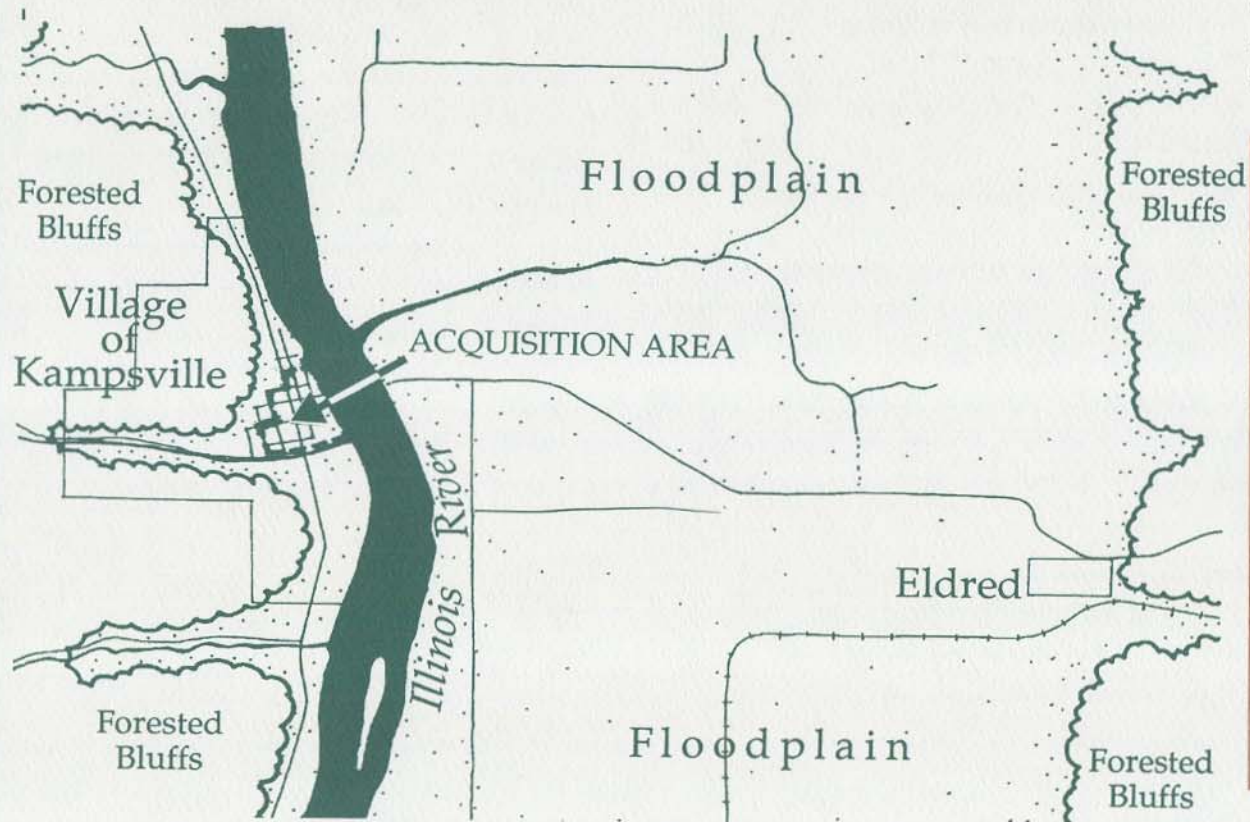 Floodplain
Forested
Bluffs
Forested
Bluffs
Village
of
Kampsville
ACQUISITION AREA
Illinois River
Eldred
Forested
Bluffs
Floodplain
Forested
Bluffs